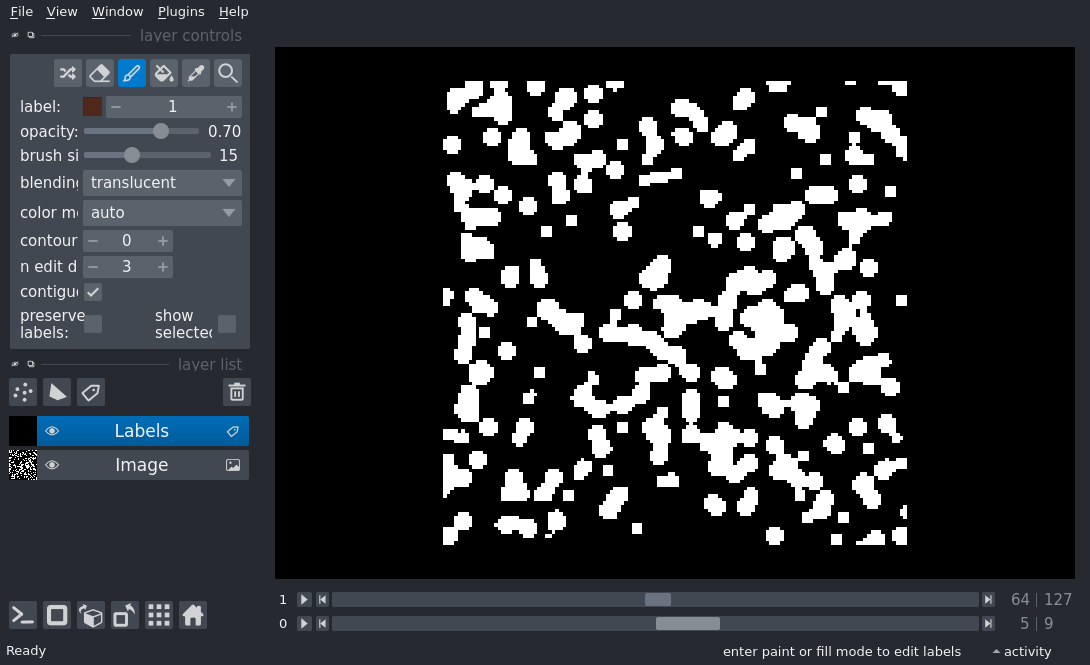 File View Window Plugins Help
layer controls
label: 1
opacity: 0.70
brush si 15
blending translucent
color m auto
contour 0
n edit d 3
contigu
preserve labels: show selected
layer list
Labels
Image
1 64 | 127
0 5 | 9
Ready enter paint or fill mode to edit labels activity